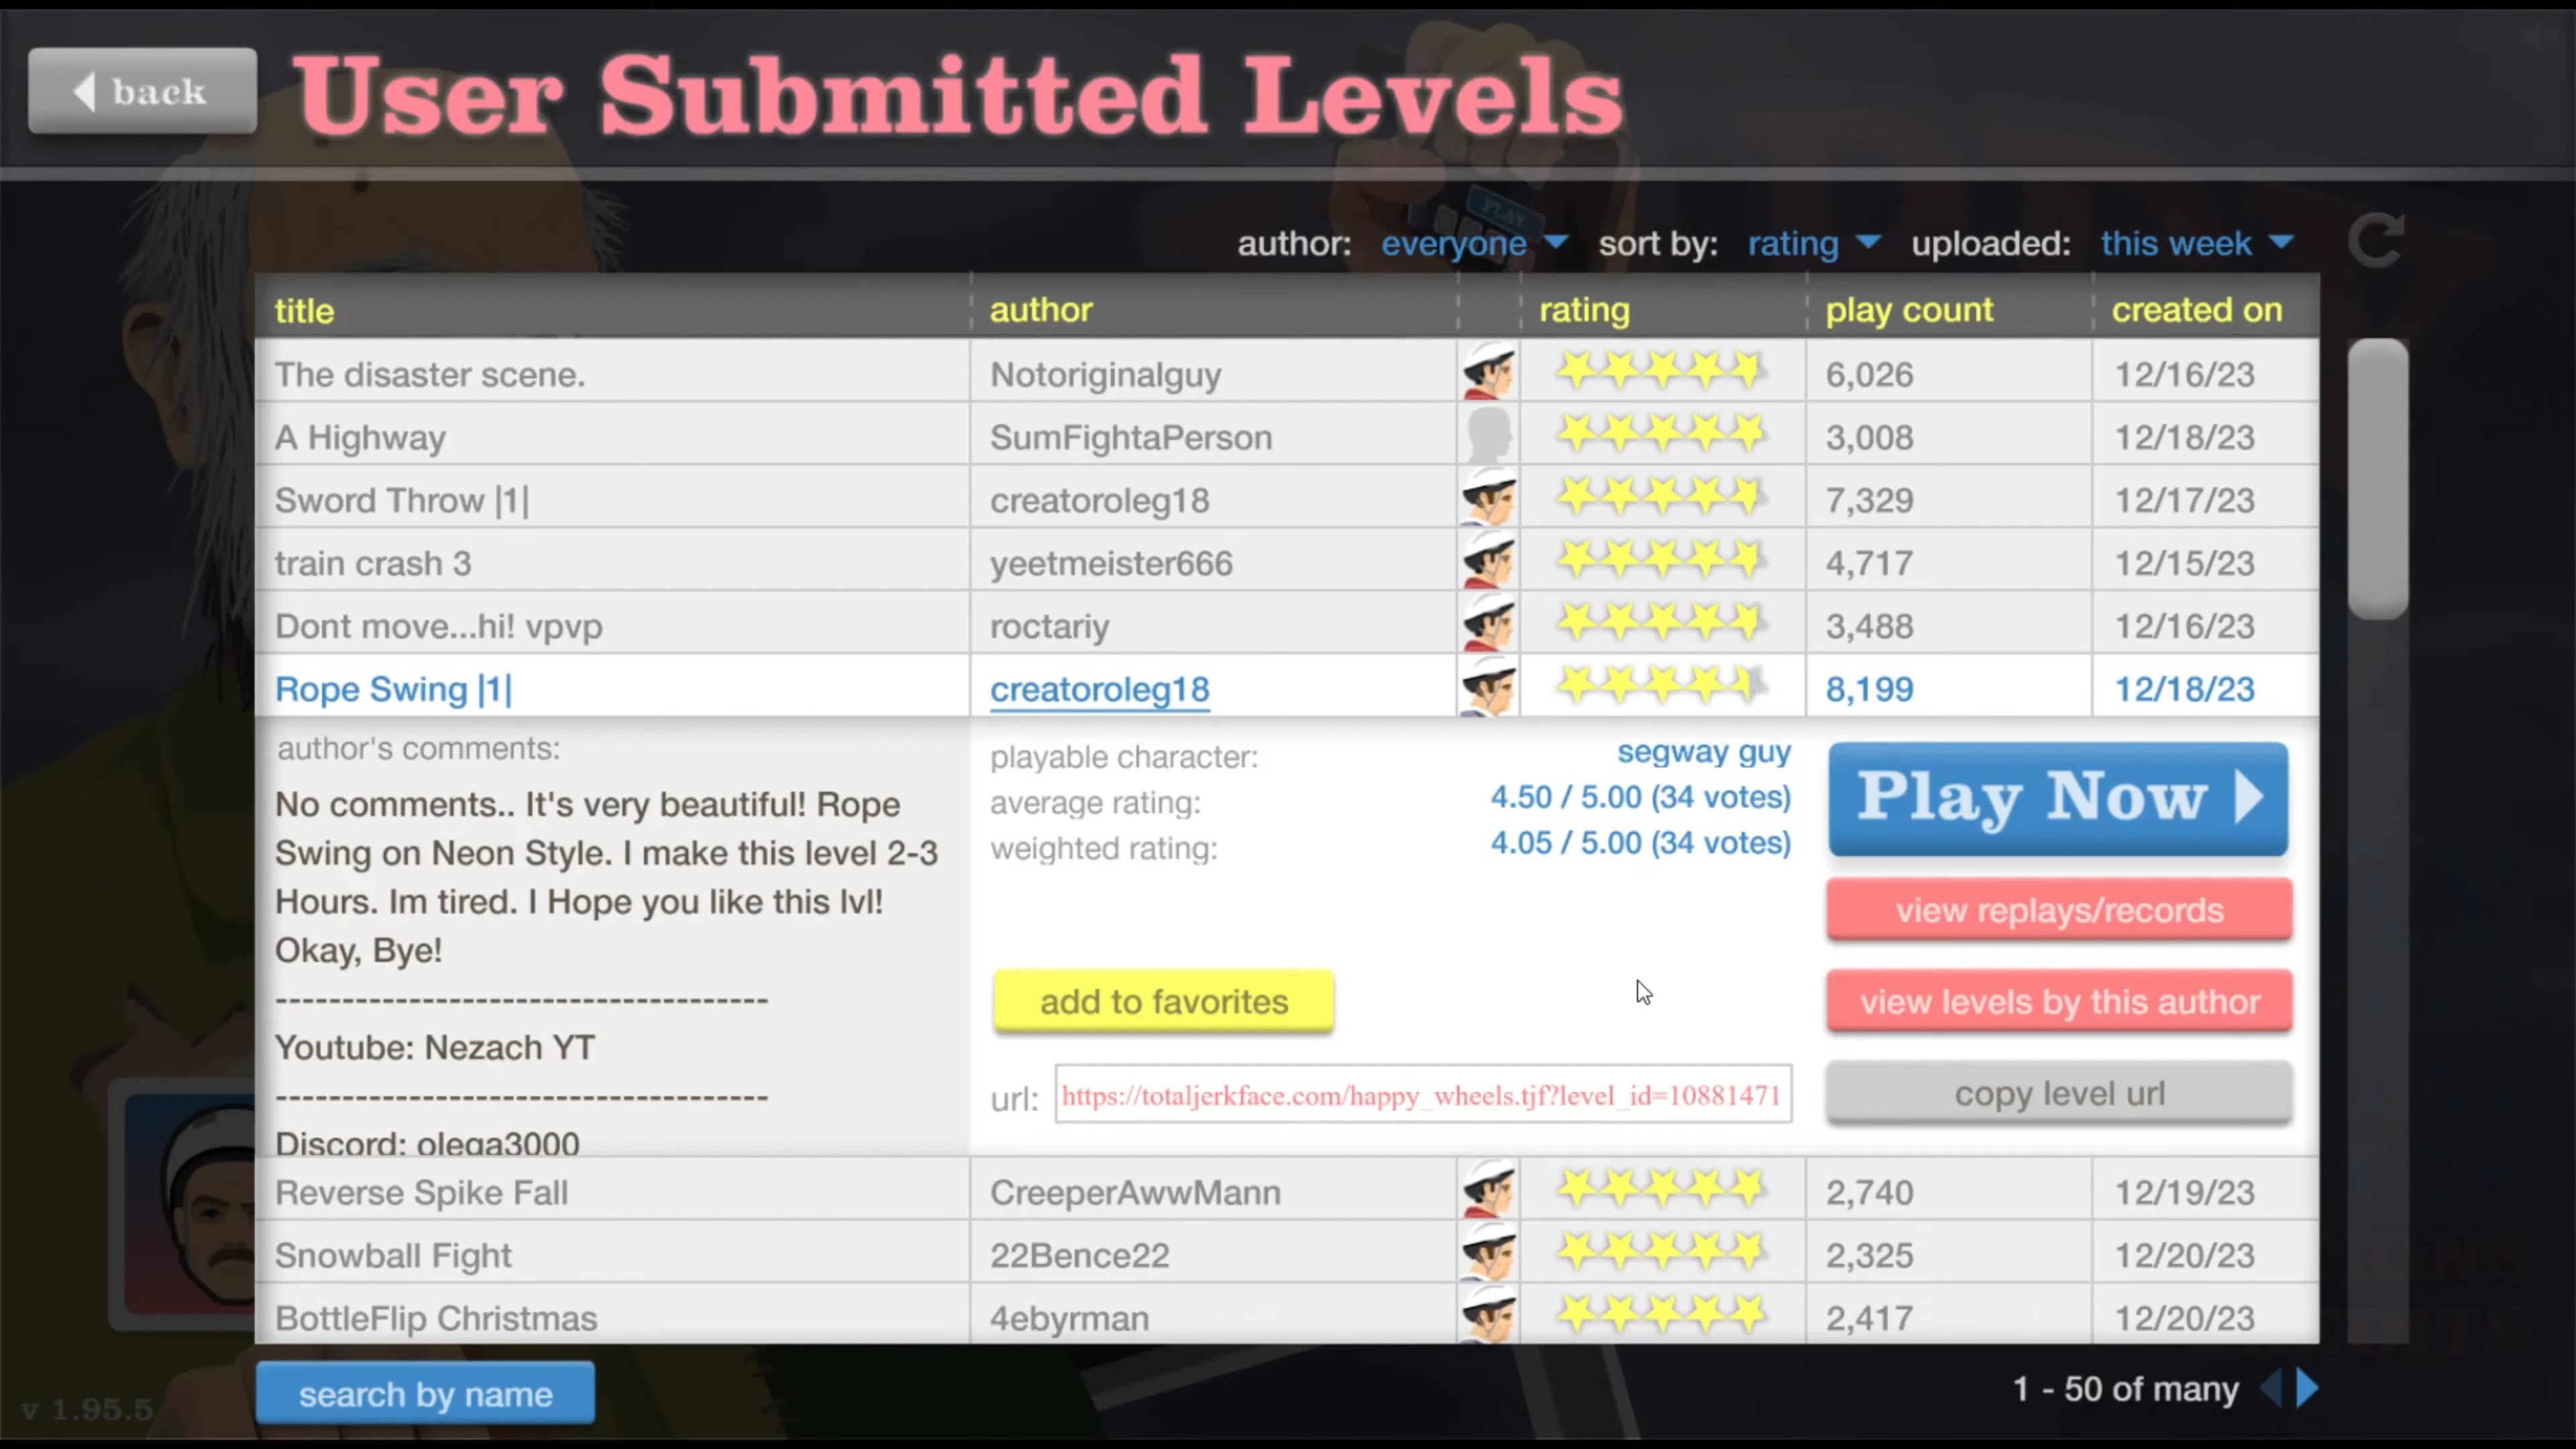 back
User Submitted Levels
PLAY
author: everyone sort by: rating uploaded: this week
title author rating play count created on
The disaster scene. Notoriginalguy 6,026 12/16/23
A Highway SumFightaPerson 3,008 12/18/23
Sword Throw |1| creatoroleg18 7,329 12/17/23
train crash 3 yeetmeister666 4,717 12/15/23
Dont move...hi! vpvp roctariy 3,488 12/16/23
Rope Swing |1| creatoroleg18 8,199 12/18/23
author's comments:
No comments.. It's very beautiful! Rope
Swing on Neon Style. I make this level 2-3
Hours. Im tired. I Hope you like this lvl!
Okay, Bye!
-------------------------------------
Youtube: Nezach YT
-------------------------------------
Discord: olega3000
playable character: segway guy
average rating: 4.50 / 5.00 (34 votes)
weighted rating: 4.05 / 5.00 (34 votes)
add to favorites
url: https://totaljerkface.com/happy_wheels.tjf?level_id=10881471
Play Now
view replays/records
view levels by this author
copy level url
Reverse Spike Fall CreeperAwwMann 2,740 12/19/23
Snowball Fight 22Bence22 2,325 12/20/23
BottleFlip Christmas 4ebyrman 2,417 12/20/23
search by name
1 - 50 of many
v 1.95.5